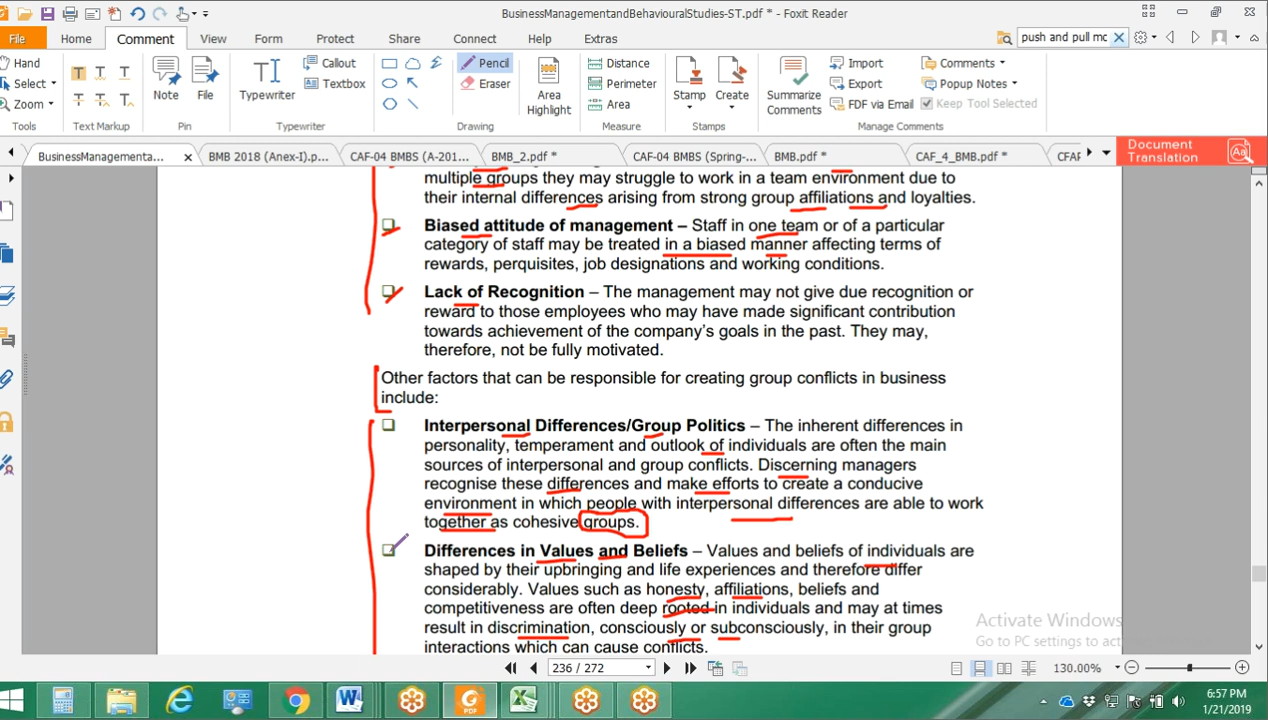 BusinessManagementandBehaviouralStudies-ST.pdf * - Foxit Reader
File Home Comment View Form Protect Share Connect Help Extras push and pull mc
Hand Callout Pencil Distance Import Comments
Select Textbox Eraser Perimeter Export Popup Notes
Zoom Note File Typewriter Area Highlight Area Stamp Create Summarize Comments FDF via Email Keep Tool Selected
Tools Text Markup Pin Typewriter Drawing Measure Stamps Manage Comments
BusinessManagementa... BMB 2018 (Anex-I).p... CAF-04 BMBS (A-201... BMB_2.pdf * CAF-04 BMBS (Spring-... BMB.pdf * CAF_4_BMB.pdf * CFAF
Document
Translation
multiple groups they may struggle to work in a team environment due to
their internal differences arising from strong group affiliations and loyalties.
Biased attitude of management – Staff in one team or of a particular
category of staff may be treated in a biased manner affecting terms of
rewards, perquisites, job designations and working conditions.
Lack of Recognition – The management may not give due recognition or
reward to those employees who may have made significant contribution
towards achievement of the company's goals in the past. They may,
therefore, not be fully motivated.
Other factors that can be responsible for creating group conflicts in business
include:
Interpersonal Differences/Group Politics – The inherent differences in
personality, temperament and outlook of individuals are often the main
sources of interpersonal and group conflicts. Discerning managers
recognise these differences and make efforts to create a conducive
environment in which people with interpersonal differences are able to work
together as cohesive groups.
Differences in Values and Beliefs – Values and beliefs of individuals are
shaped by their upbringing and life experiences and therefore differ
considerably. Values such as honesty, affiliations, beliefs and
competitiveness are often deep rooted in individuals and may at times
result in discrimination, consciously or subconsciously, in their group
interactions which can cause conflicts.
Activate Windows
Go to PC settings to act
236 / 272 130.00%
PDF
6:57 PM
1/21/2019